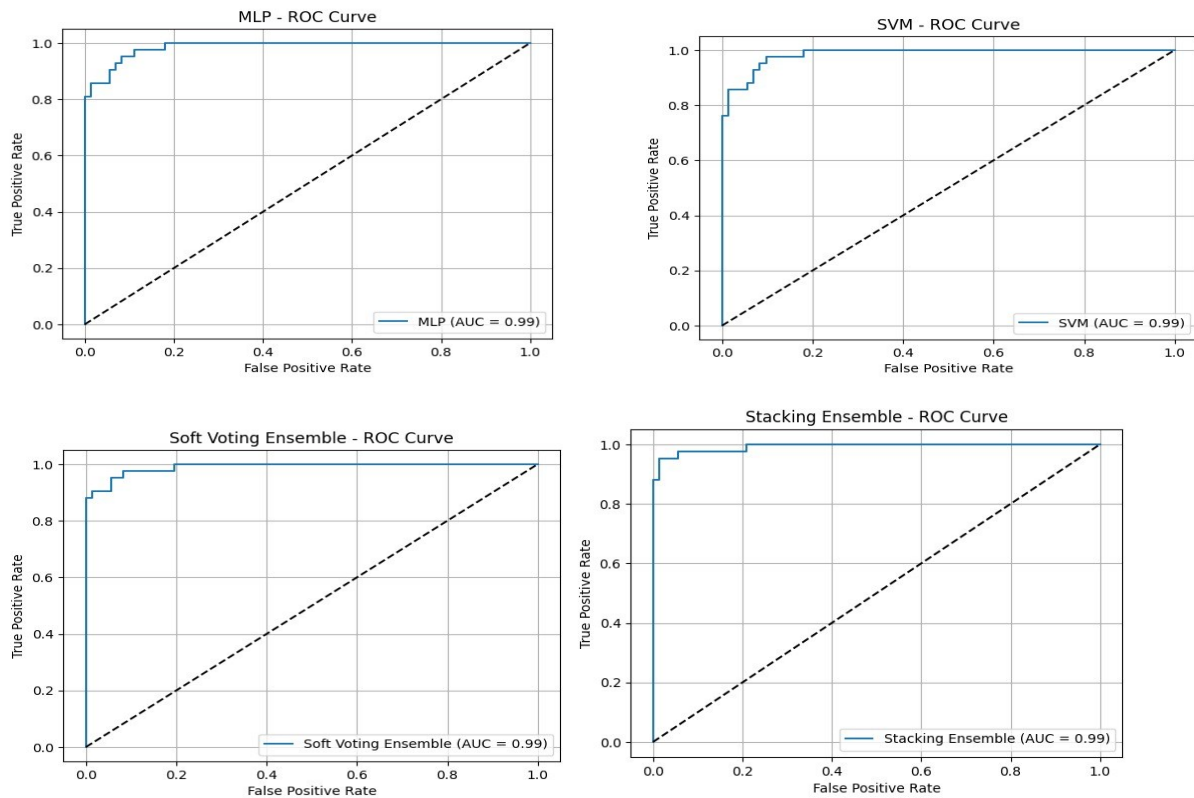 MLP - ROC Curve
1.0
0.8
0.6
0.4
0.2
0.0
True Positive Rate
0.0 0.2 0.4 0.6 0.8 1.0
False Positive Rate
MLP (AUC = 0.99)
SVM - ROC Curve
1.0
0.8
0.6
0.4
0.2
0.0
True Positive Rate
0.0 0.2 0.4 0.6 0.8 1.0
False Positive Rate
SVM (AUC = 0.99)
Soft Voting Ensemble - ROC Curve
1.0
0.8
0.6
0.4
0.2
0.0
True Positive Rate
0.0 0.2 0.4 0.6 0.8 1.0
False Positive Rate
Soft Voting Ensemble (AUC = 0.99)
Stacking Ensemble - ROC Curve
1.0
0.8
0.6
0.4
0.2
0.0
True Positive Rate
0.0 0.2 0.4 0.6 0.8 1.0
False Positive Rate
Stacking Ensemble (AUC = 0.99)